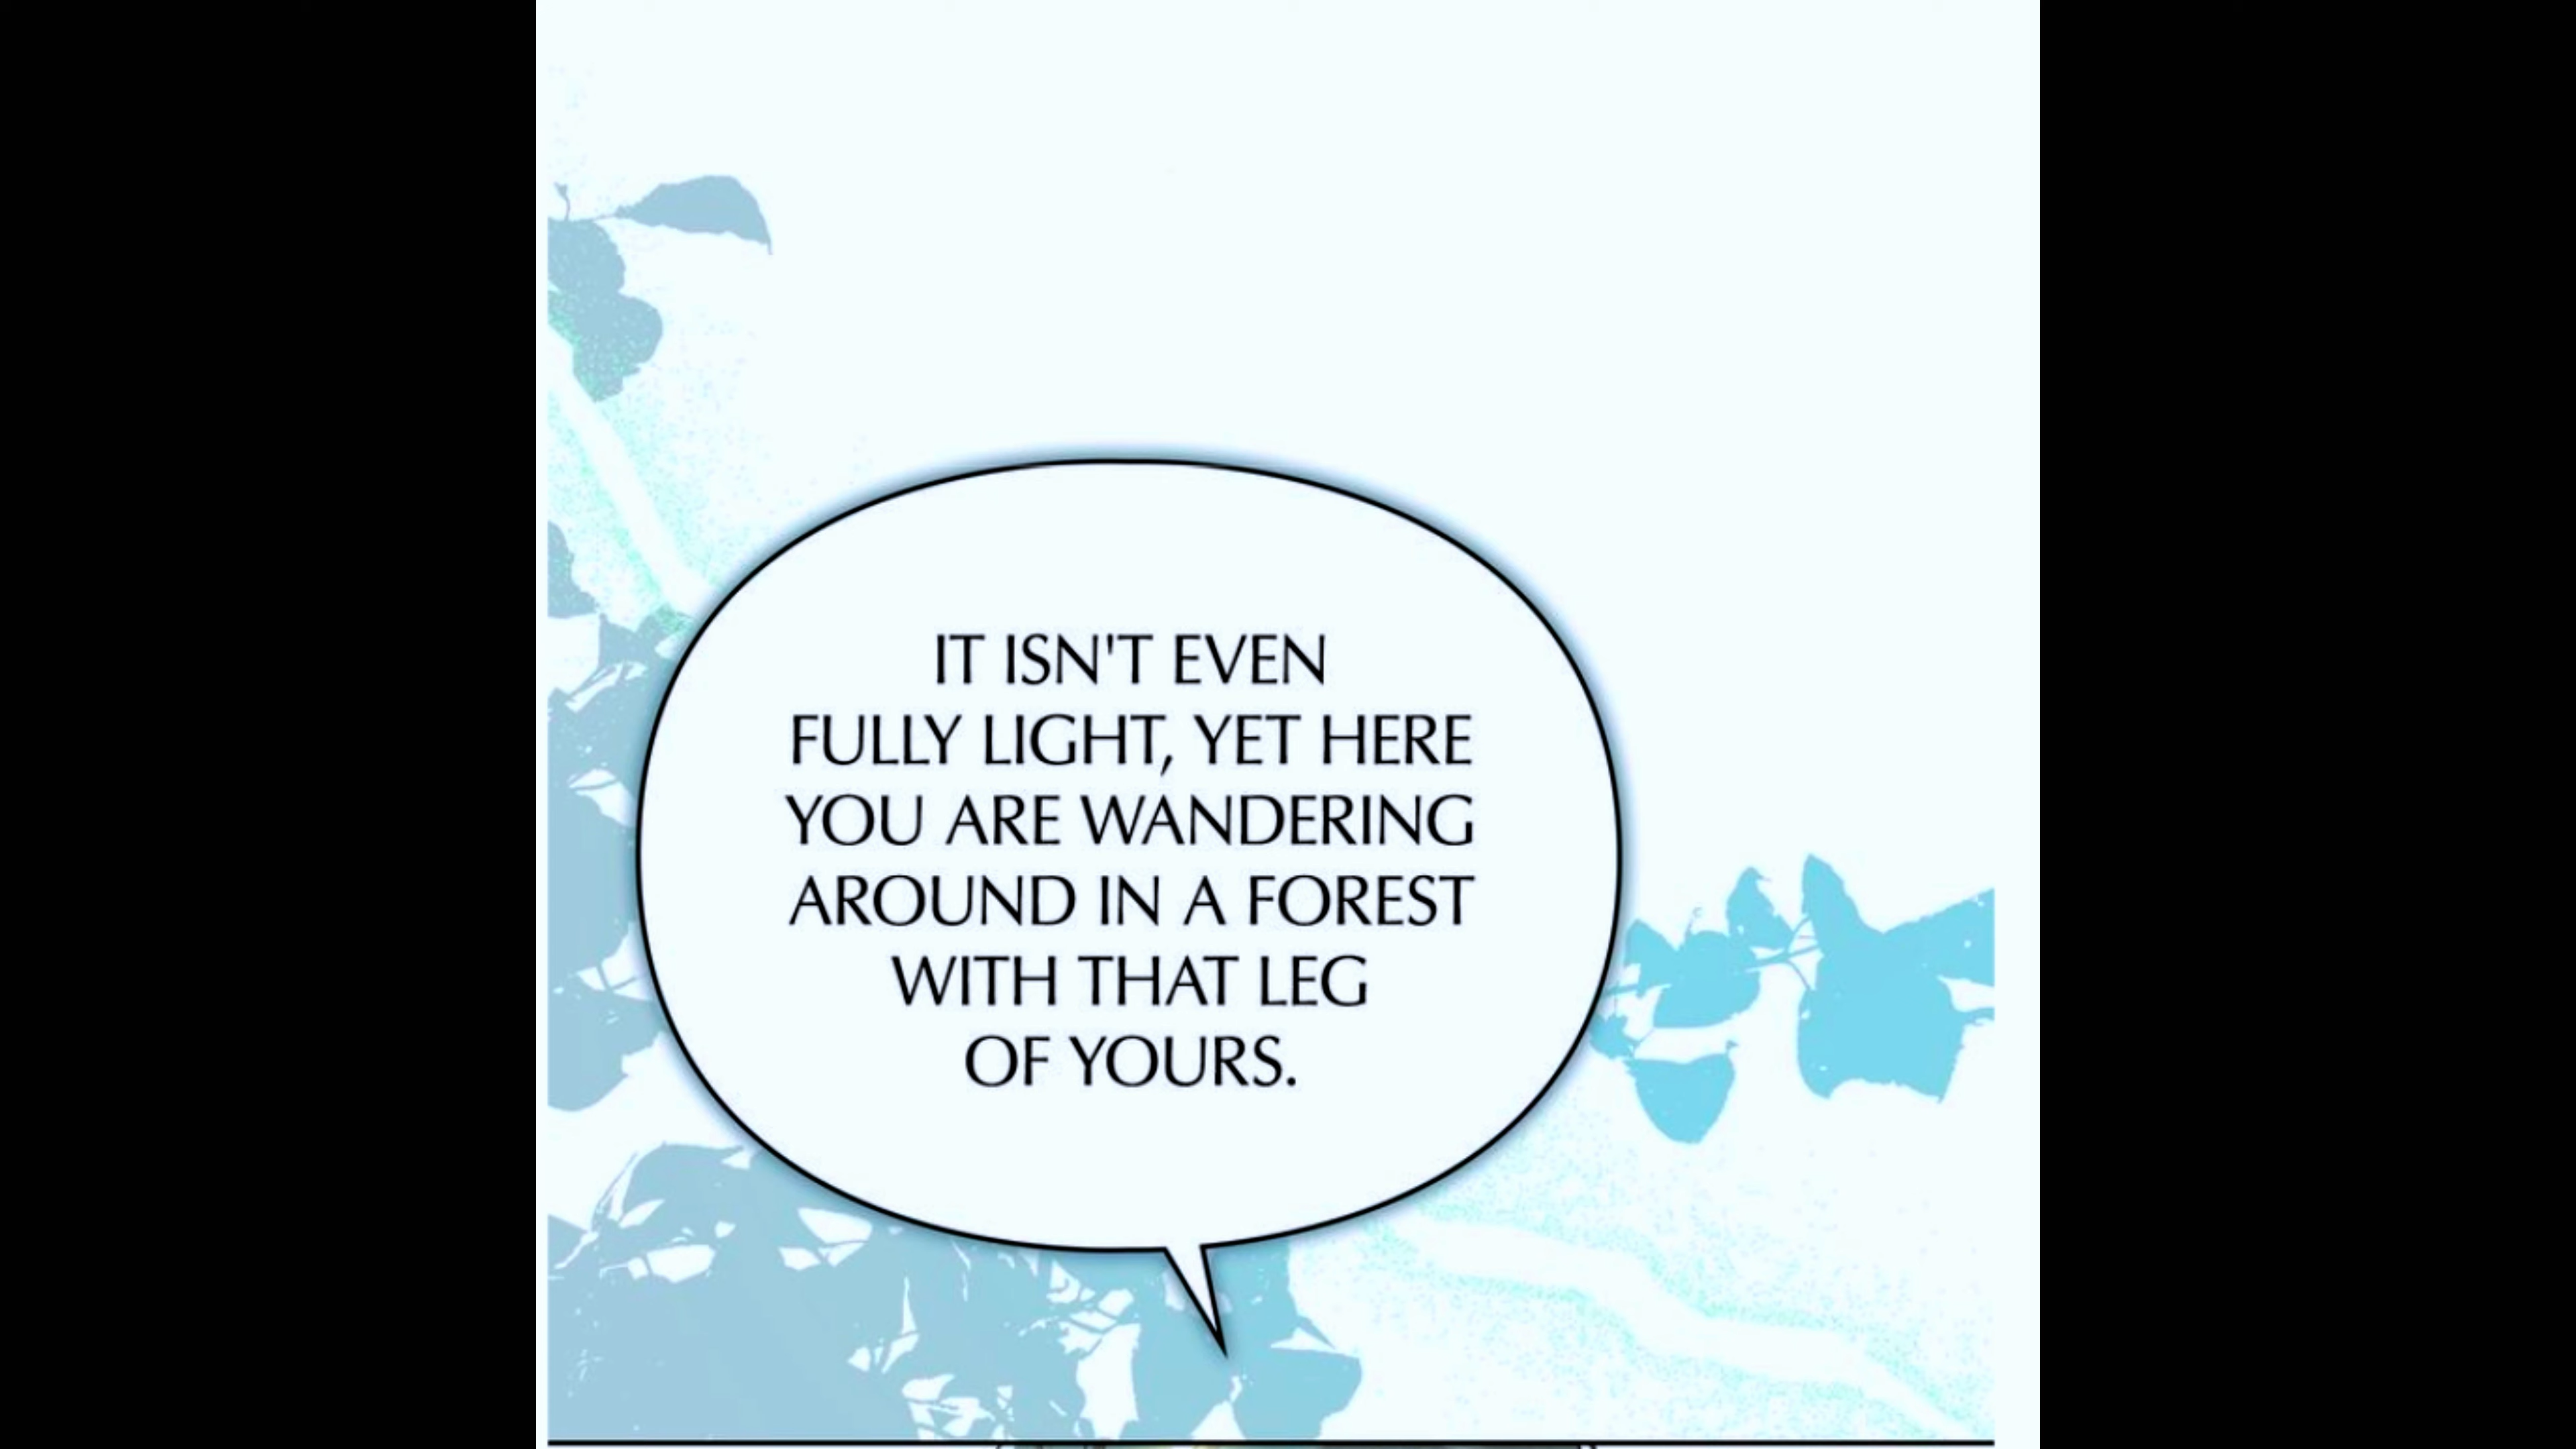 IT ISN'T EVEN
FULLY LIGHT, YET HERE
YOU ARE WANDERING
AROUND IN A FOREST
WITH THAT LEG
OF YOURS.